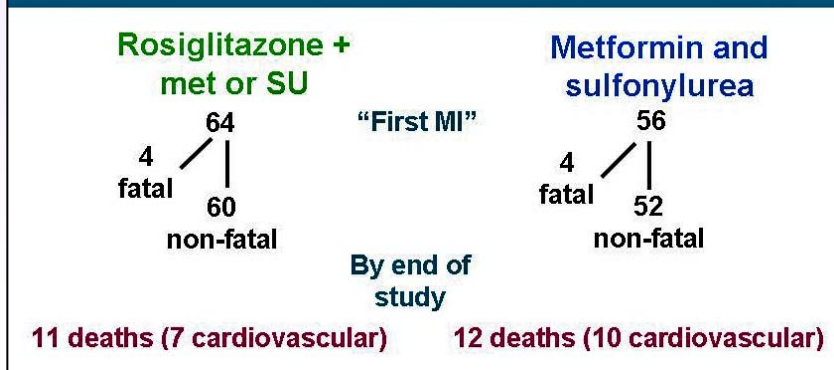 Rosiglitazone +
met or SU
Metformin and
sulfonylurea
64
"First MI"
56
4
fatal
60
non-fatal
4
fatal
52
non-fatal
By end of
study
11 deaths (7 cardiovascular)
12 deaths (10 cardiovascular)